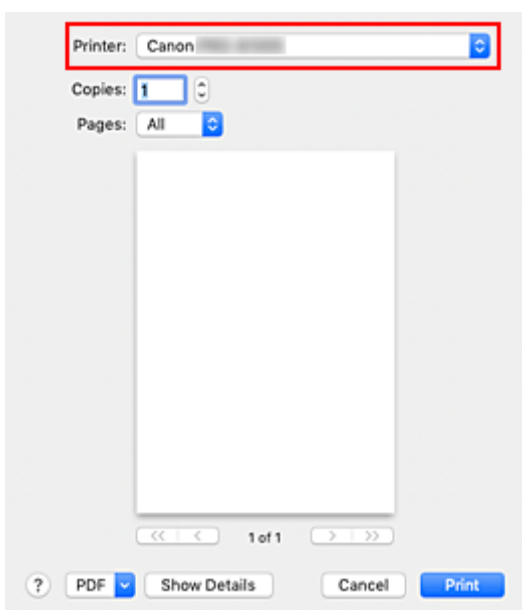 Printer: Canon
Copies: 1
Pages: All
<< < 1 of 1 > >>
? PDF Show Details Cancel Print